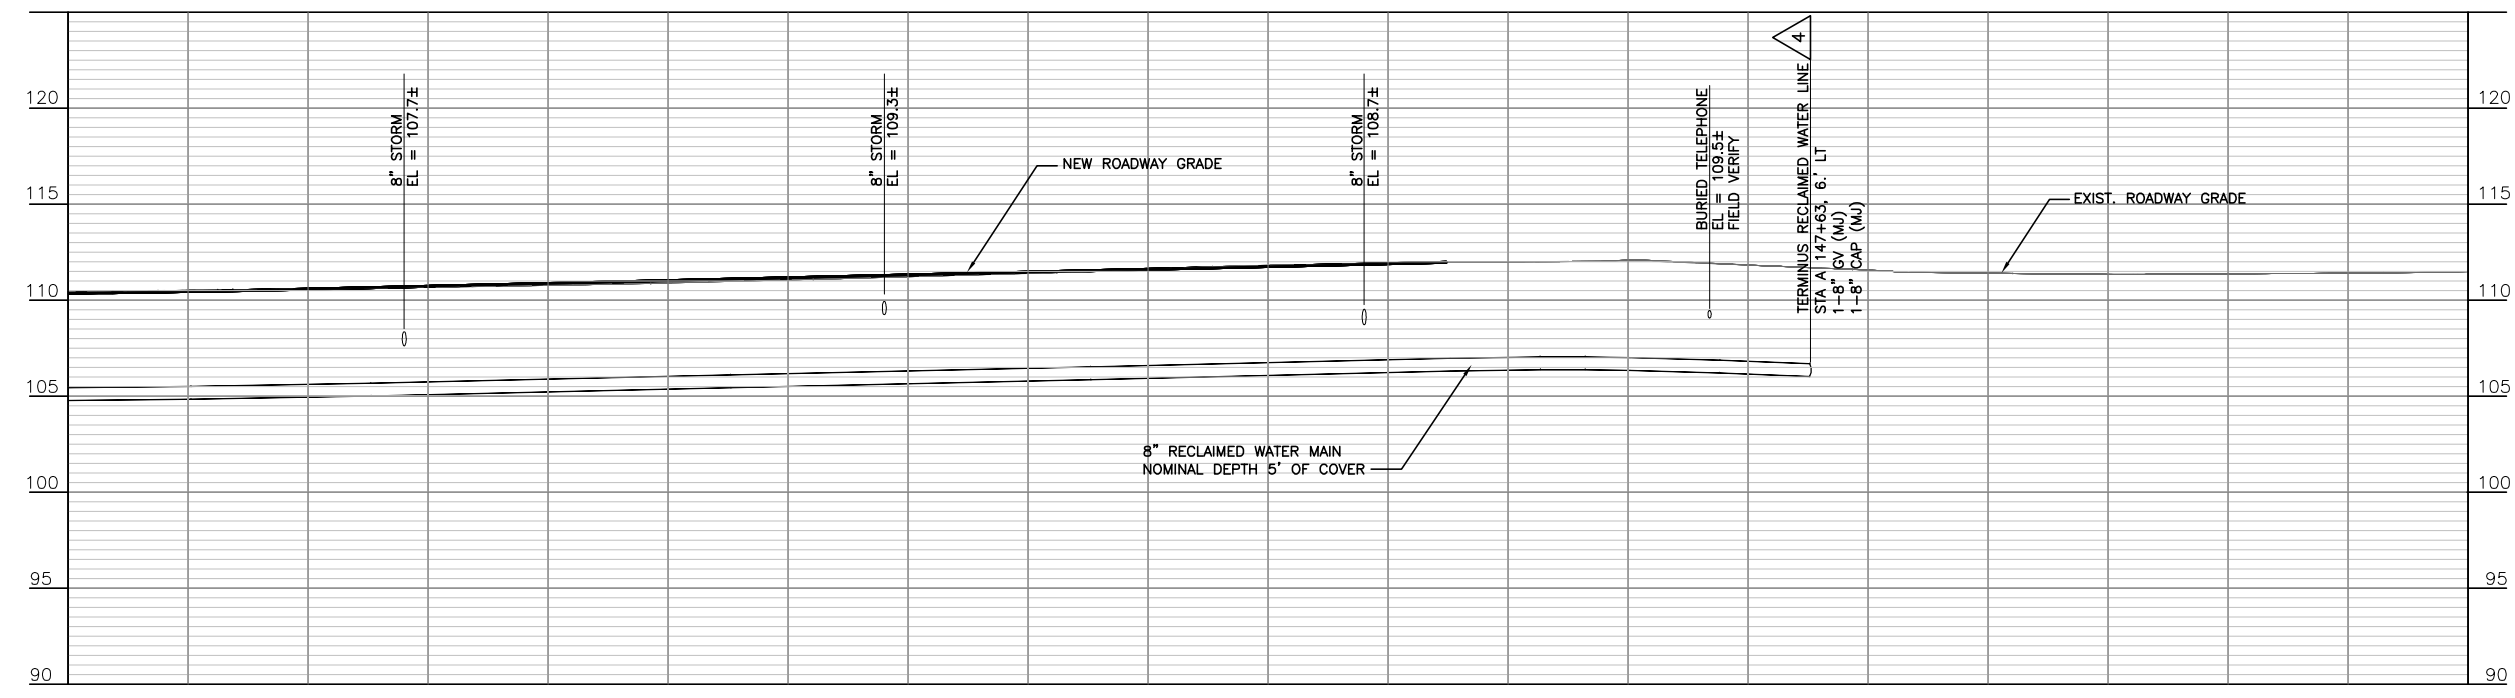 4
120
120
8" STORM
EL = 107.7±
8" STORM
EL = 109.3±
8" STORM
EL = 108.7±
BURIED TELEPHONE
EL = 109.5±
FIELD VERIFY
TERMINUS RECLAIMED WATER LINE
STA A 147+63, 6.' LT
1-8" GV (MJ)
1-8" CAP (MJ)
NEW ROADWAY GRADE
115
115
EXIST. ROADWAY GRADE
110
110
105
105
8" RECLAIMED WATER MAIN
NOMINAL DEPTH 5' OF COVER
100
100
95
95
90
90